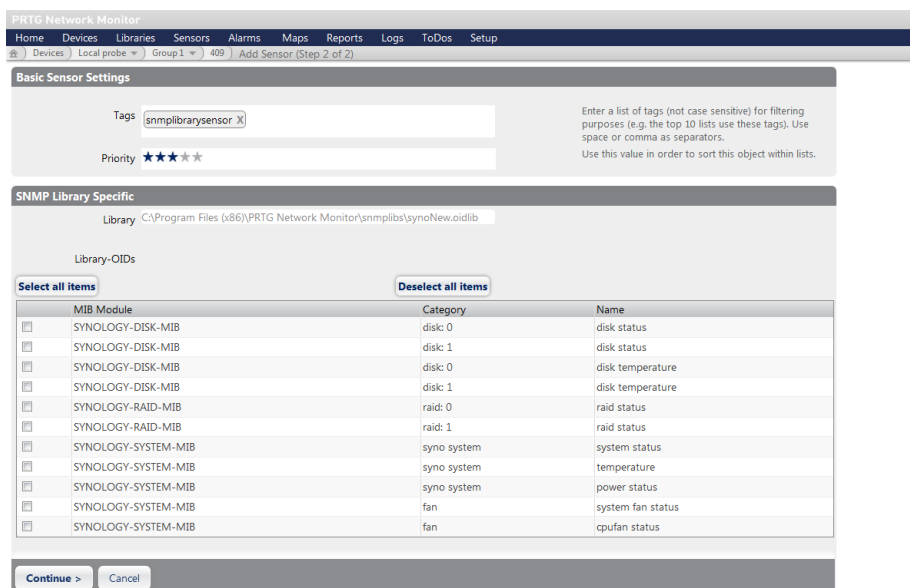 PRTG Network Monitor
Home Devices Libraries Sensors Alarms Maps Reports Logs ToDos Setup
Devices Local probe Group1 409 Add Sensor (Step 2 of 2)
Basic Sensor Settings
Tags snmplibrarysensor X
Enter a list of tags (not case sensitive) for filtering
purposes (e.g. the top 10 lists use these tags). Use
space or comma as separators.
Priority
Use this value in order to sort this object within lists.
SNMP Library Specific
Library C:\Program Files (x86)\PRTG Network Monitor\snmplibs\synoNew.oidlib
Library-OIDs
Select all items Deselect all items
MIB Module Category Name
SYNOLOGY-DISK-MIB disk: 0 disk status
SYNOLOGY-DISK-MIB disk: 1 disk status
SYNOLOGY-DISK-MIB disk: 0 disk temperature
SYNOLOGY-DISK-MIB disk: 1 disk temperature
SYNOLOGY-RAID-MIB raid: 0 raid status
SYNOLOGY-RAID-MIB raid: 1 raid status
SYNOLOGY-SYSTEM-MIB syno system system status
SYNOLOGY-SYSTEM-MIB syno system temperature
SYNOLOGY-SYSTEM-MIB syno system power status
SYNOLOGY-SYSTEM-MIB fan system fan status
SYNOLOGY-SYSTEM-MIB fan cpufan status
Continue > Cancel